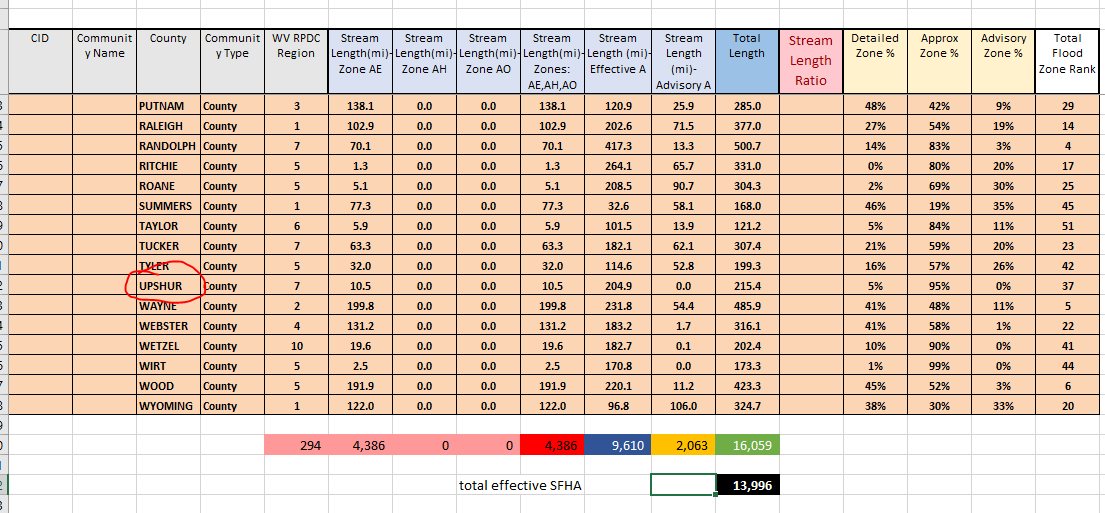 CID Communit y Name County Communit y Type WV RPDC Region Stream Length(mi)- Zone AE Stream Length(mi)- Zone AH Stream Length(mi)- Zone AO Stream Length(mi)- Zones: AE,AH,AO Stream Length (mi)- Effective A Stream Length (mi)- Advisory A Total Length Stream Length Ratio Detailed Zone % Approx Zone % Advisory Zone % Total Flood Zone Rank
PUTNAM County 3 138.1 0.0 0.0 138.1 120.9 25.9 285.0 48% 42% 9% 29
RALEIGH County 1 102.9 0.0 0.0 102.9 202.6 71.5 377.0 27% 54% 19% 14
RANDOLPH County 7 70.1 0.0 0.0 70.1 417.3 13.3 500.7 14% 83% 3% 4
RITCHIE County 5 1.3 0.0 0.0 1.3 264.1 65.7 331.0 0% 80% 20% 17
ROANE County 5 5.1 0.0 0.0 5.1 208.5 90.7 304.3 2% 69% 30% 25
SUMMERS County 1 77.3 0.0 0.0 77.3 32.6 58.1 168.0 46% 19% 35% 45
TAYLOR County 6 5.9 0.0 0.0 5.9 101.5 13.9 121.2 5% 84% 11% 51
TUCKER County 7 63.3 0.0 0.0 63.3 182.1 62.1 307.4 21% 59% 20% 23
TYLER County 5 32.0 0.0 0.0 32.0 114.6 52.8 199.3 16% 57% 26% 42
UPSHUR County 7 10.5 0.0 0.0 10.5 204.9 0.0 215.4 5% 95% 0% 37
WAYNE County 2 199.8 0.0 0.0 199.8 231.8 54.4 485.9 41% 48% 11% 5
WEBSTER County 4 131.2 0.0 0.0 131.2 183.2 1.7 316.1 41% 58% 1% 22
WETZEL County 10 19.6 0.0 0.0 19.6 182.7 0.1 202.4 10% 90% 0% 41
WIRT County 5 2.5 0.0 0.0 2.5 170.8 0.0 173.3 1% 99% 0% 44
WOOD County 5 191.9 0.0 0.0 191.9 220.1 11.2 423.3 45% 52% 3% 6
WYOMING County 1 122.0 0.0 0.0 122.0 96.8 106.0 324.7 38% 30% 33% 20
294 4,386 0 0 4,386 9,610 2,063 16,059
total effective SFHA 13,996